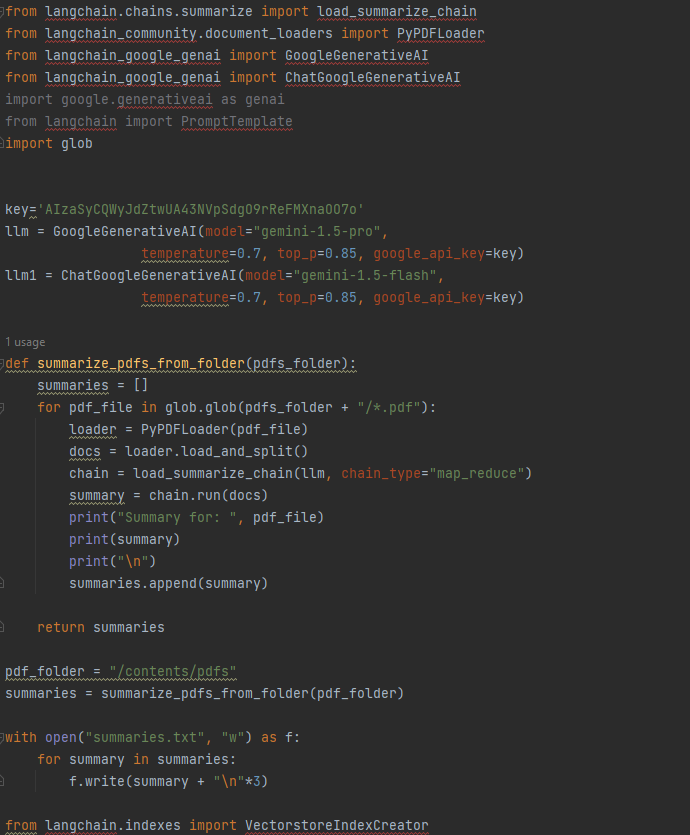 from langchain.chains.summarize import load_summarize_chain
from langchain_community.document_loaders import PyPDFLoader
from langchain_google_genai import GoogleGenerativeAI
from langchain_google_genai import ChatGoogleGenerativeAI
import google.generativeai as genai
from langchain import PromptTemplate
import glob
key=
llm = GoogleGenerativeAI(model="gemini-1.5-pro",
temperature=0.7, top_p=0.85, google_api_key=key)
llm1 = ChatGoogleGenerativeAI(model="gemini-1.5-flash",
temperature=0.7, top_p=0.85, google_api_key=key)
1 usage
def summarize_pdfs_from_folder(pdfs_folder):
summaries = []
for pdf_file in glob.glob(pdfs_folder + "/*.pdf"):
loader = PyPDFLoader(pdf_file)
docs = loader.load_and_split()
chain = load_summarize_chain(llm, chain_type="map_reduce")
summary = chain.run(docs)
print("Summary for: ", pdf_file)
print(summary)
print("\n")
summaries.append(summary)
return summaries
pdf_folder = "/contents/pdfs"
summaries = summarize_pdfs_from_folder(pdf_folder)
with open("summaries.txt", "w") as f:
for summary in summaries:
f.write(summary + "\n"*3)
from langchain.indexes import VectorstoreIndexCreator